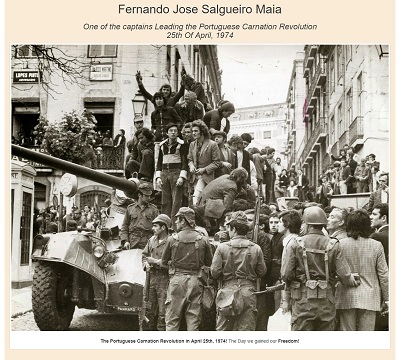 Fernando Jose Salgueiro Maia
One of the captains Leading the Portuguese Carnation Revolution
25th Of April, 1974
LOPES PINTO
The Portuguese Carnation Revolution in April 25th, 1974! The Day we gained our Freedom!